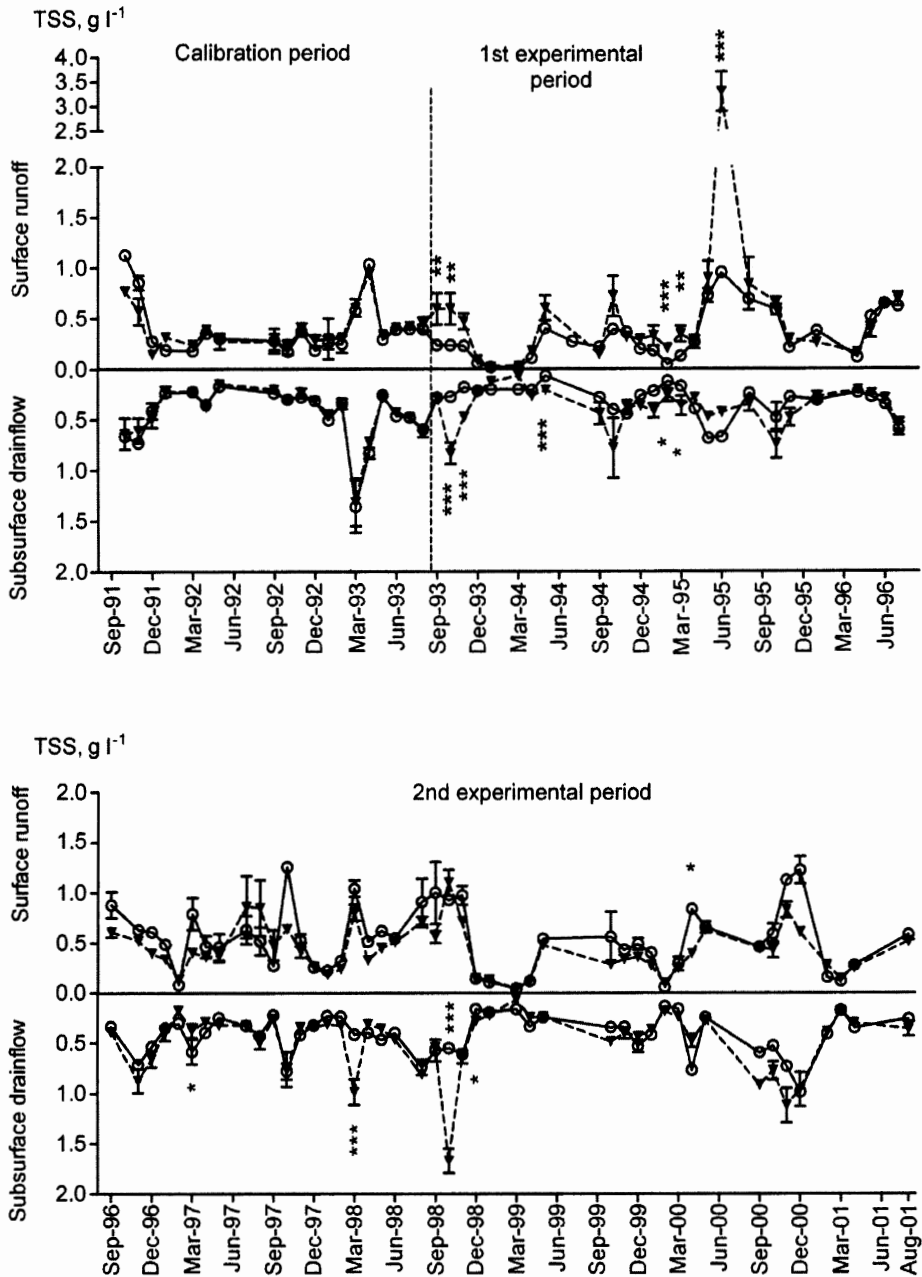 TSS, g l-1
Calibration period
1st experimental
period
***
4.0
3.5
3.0
2.5
2.0
1.5
1.0
0.5
0.0
Surface runoff
** ** *** ** 
0.5
1.0
1.5
2.0
Subsurface drainflow
*** *** *** * *
Sep-91 Dec-91 Mar-92 Jun-92 Sep-92 Dec-92 Mar-93 Jun-93 Sep-93 Dec-93 Mar-94 Jun-94 Sep-94 Dec-94 Mar-95 Jun-95 Sep-95 Dec-95 Mar-96 Jun-96
TSS, g l-1
2nd experimental period
2.0
1.5
1.0
0.5
0.0
Surface runoff
*
0.5
1.0
1.5
2.0
Subsurface drainflow
* *** *** *
Sep-96 Dec-96 Mar-97 Jun-97 Sep-97 Dec-97 Mar-98 Jun-98 Sep-98 Dec-98 Mar-99 Jun-99 Sep-99 Dec-99 Mar-00 Jun-00 Sep-00 Dec-00 Mar-01 Jun-01 Aug-01